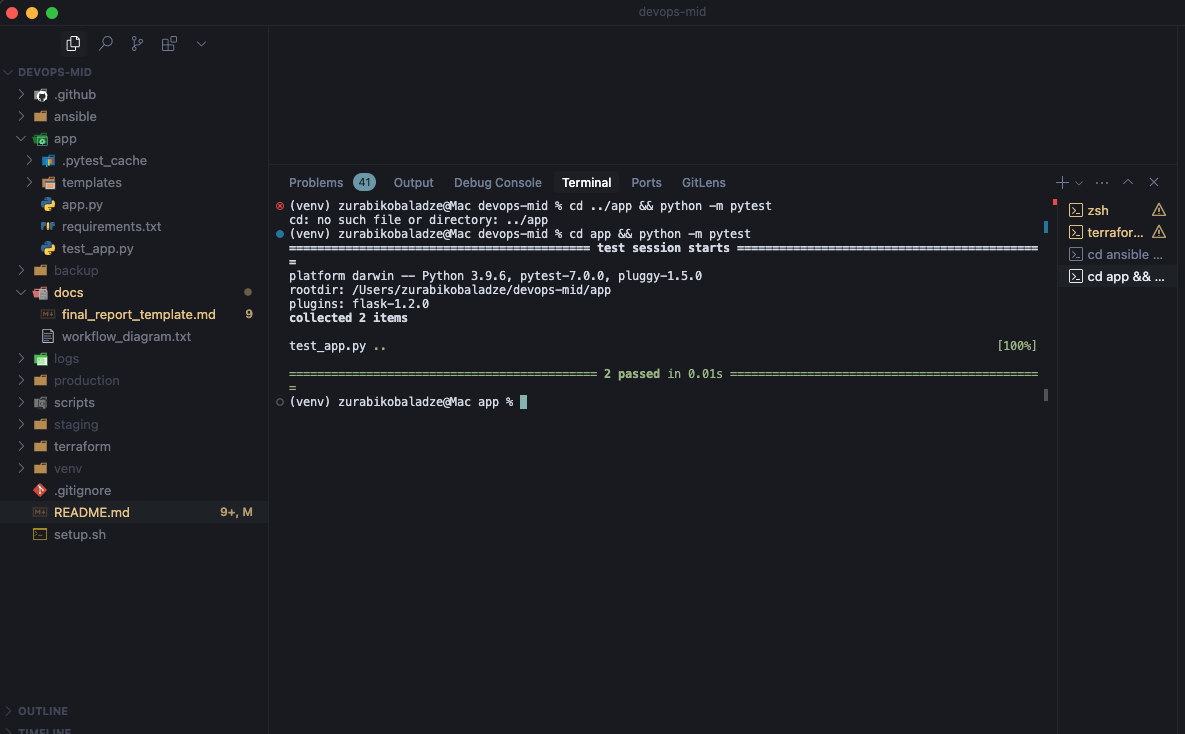 devops-mid
DEVOPS-MID
.github
ansible
app
.pytest_cache
templates
app.py
requirements.txt
test_app.py
backup
docs
final_report_template.md 9
workflow_diagram.txt
logs
production
scripts
staging
terraform
venv
.gitignore
README.md 9+, M
setup.sh
OUTLINE
TIMELINE
Problems 41 Output Debug Console Terminal Ports GitLens
(venv) zurabikobaladze@Mac devops-mid % cd ../app && python -m pytest
cd: no such file or directory: ../app
(venv) zurabikobaladze@Mac devops-mid % cd app && python -m pytest
=========================================== test session starts ===========================================
=
platform darwin -- Python 3.9.6, pytest-7.0.0, pluggy-1.5.0
rootdir: /Users/zurabikobaladze/devops-mid/app
plugins: flask-1.2.0
collected 2 items
test_app.py .. [100%]
============================================ 2 passed in 0.01s ============================================
=
(venv) zurabikobaladze@Mac app %
zsh
terrafor...
cd ansible ...
cd app && ...